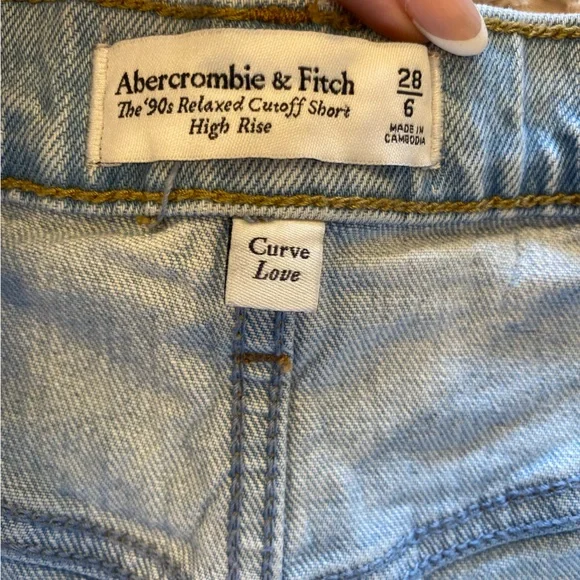 Abercrombie & Fitch
The '90s Relaxed Cutoff Short
High Rise
28
6
MADE IN
CAMBODIA
Curve
Love